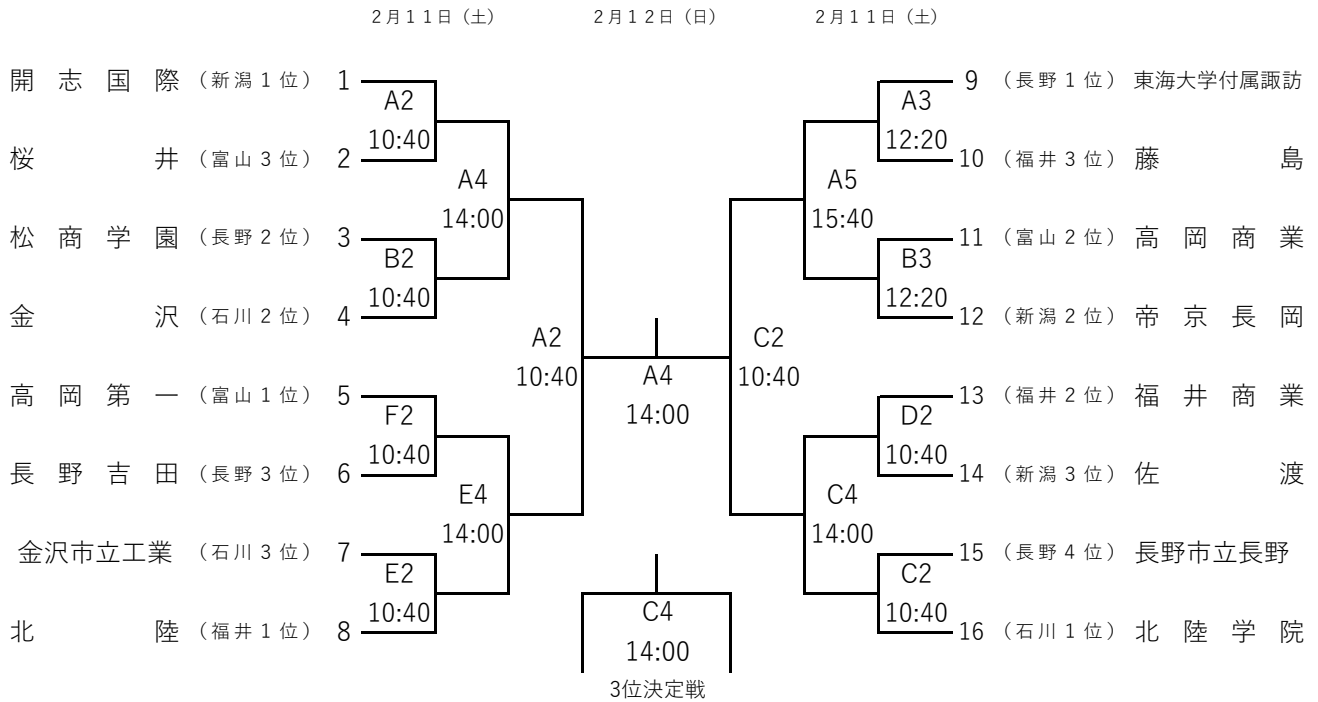 2月11日（土） 2月12日（日） 2月11日（土）
開志国際（新潟1位）1 9（長野1位）東海大学付属諏訪
A2 A3
10:40 12:20
桜井（富山3位）2 10（福井3位）藤島
A4 A5
14:00 15:40
松商学園（長野2位）3 11（富山2位）高岡商業
B2 B3
10:40 12:20
金沢（石川2位）4 12（新潟2位）帝京長岡
A2 C2
10:40 A4 10:40
14:00
高岡第一（富山1位）5 13（福井2位）福井商業
F2 D2
10:40 10:40
長野吉田（長野3位）6 14（新潟3位）佐渡
E4 C4
14:00 14:00
金沢市立工業（石川3位）7 15（長野4位）長野市立長野
E2 C2
10:40 10:40
北陸（福井1位）8 16（石川1位）北陸学院
C4
14:00
3位決定戦